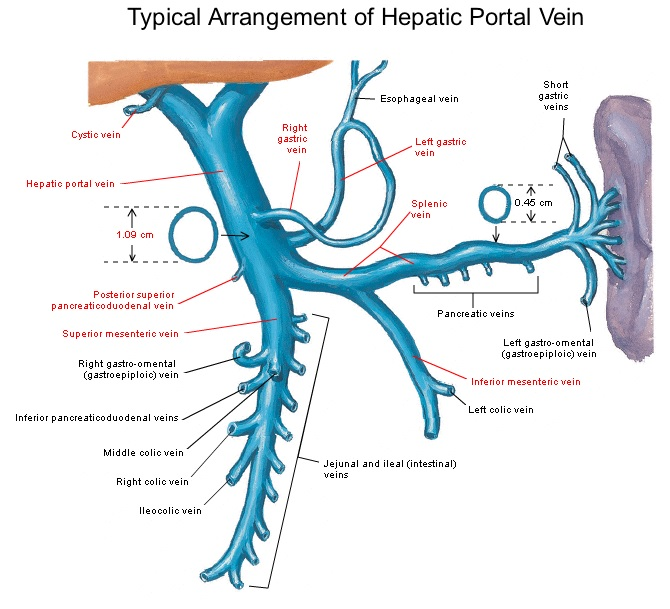 Typical Arrangement of Hepatic Portal Vein
Esophageal vein
Short
gastric
veins
Cystic vein
Right
gastric
vein
Left gastric
vein
Hepatic portal vein
Splenic
vein
0.45 cm
1.09 cm
Posterior superior
pancreaticoduodenal vein
Pancreatic veins
Superior mesenteric vein
Left gastro-omental
(gastroepiploic) vein
Right gastro-omental
(gastroepiploic) vein
Inferior mesenteric vein
Left colic vein
Inferior pancreaticoduodenal veins
Middle colic vein
Jejunal and ileal (intestinal)
veins
Right colic vein
Ileocolic vein